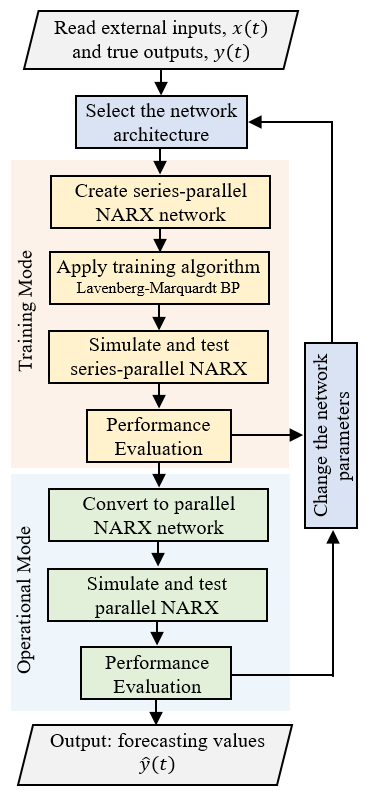 Read external inputs, x(t)
and true outputs, y(t)
Select the network
architecture
Training Mode
Create series-parallel
NARX network
Apply training algorithm
Lavenberg-Marquardt BP
Simulate and test
series-parallel NARX
Performance
Evaluation
Change the network
parameters
Operational Mode
Convert to parallel
NARX network
Simulate and test
parallel NARX
Performance
Evaluation
Output: forecasting values
ŷ(t)